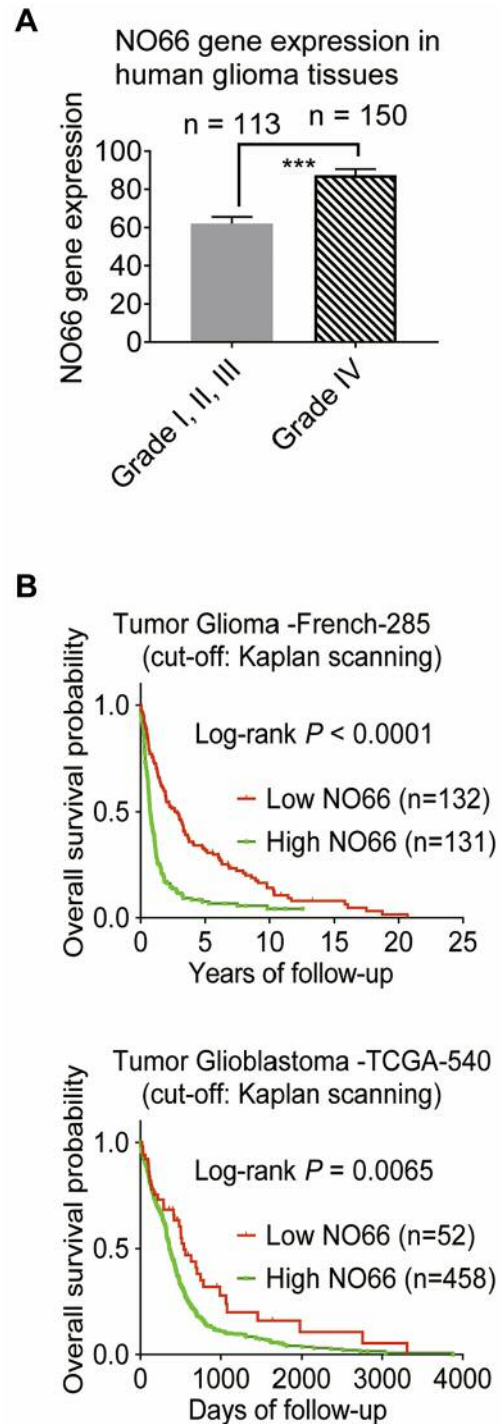 A
NO66 gene expression in
human glioma tissues
n = 113 n = 150
***
100
80
60
40
20
0
NO66 gene expression
Grade I, II, III
Grade IV
B
Tumor Glioma -French-285
(cut-off: Kaplan scanning)
Log-rank P < 0.0001
Low NO66 (n=132)
High NO66 (n=131)
Overall survival probability
1.0
0.5
0.0
0 5 10 15 20 25
Years of follow-up
Tumor Glioblastoma -TCGA-540
(cut-off: Kaplan scanning)
Log-rank P = 0.0065
Low NO66 (n=52)
High NO66 (n=458)
Overall survival probability
1.0
0.5
0.0
0 1000 2000 3000 4000
Days of follow-up